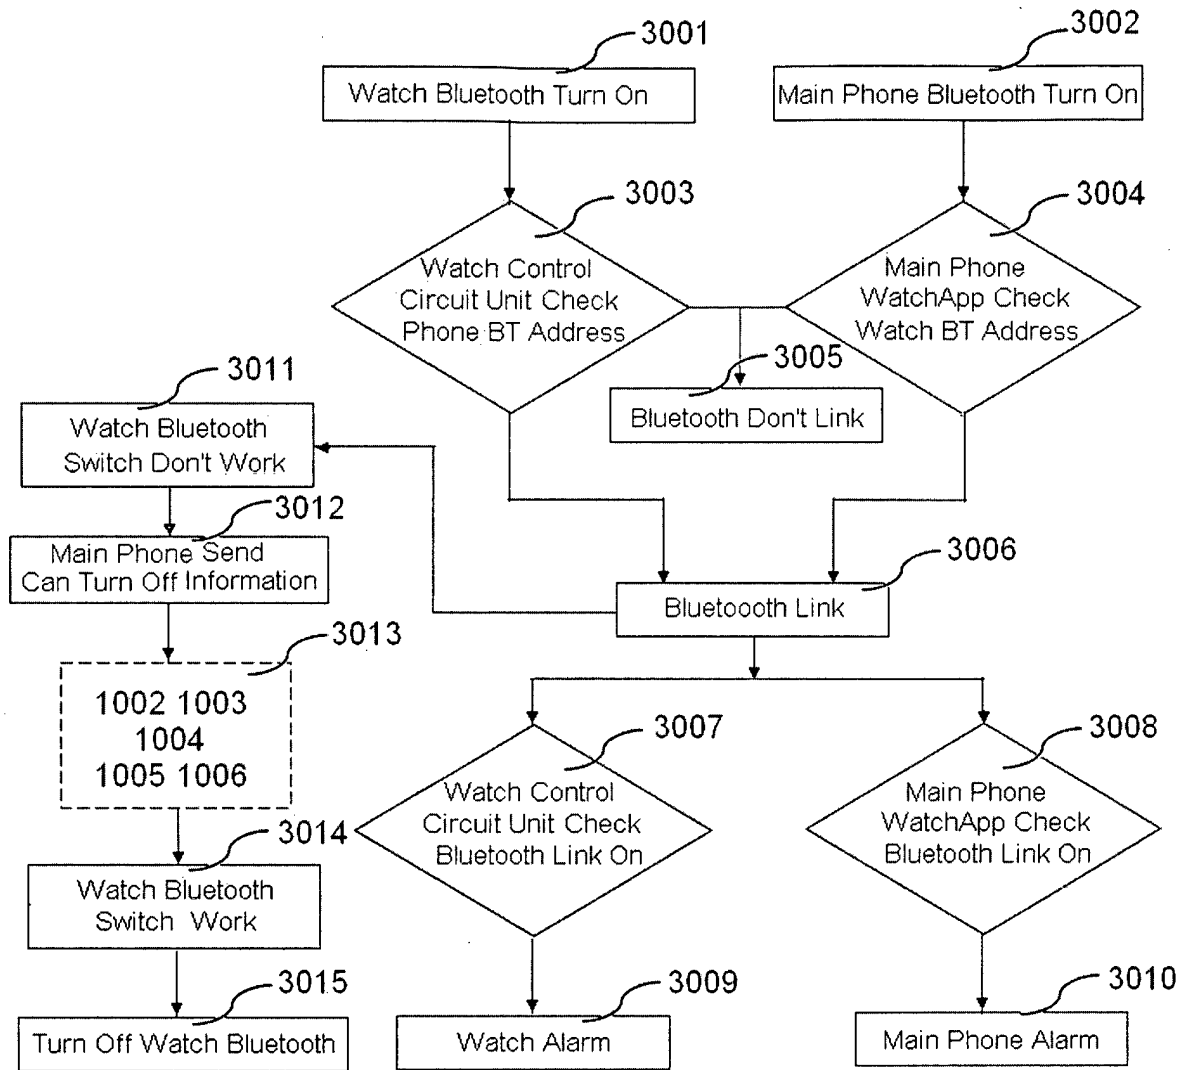 3001
3002
Watch Bluetooth Turn On
Main Phone Bluetooth Turn On
3003
3004
Watch Control
Circuit Unit Check
Phone BT Address
Main Phone
WatchApp Check
Watch BT Address
3005
Bluetooth Don't Link
3011
Watch Bluetooth
Switch Don't Work
3012
Main Phone Send
Can Turn Off Information
3006
Bluetoooth Link
3013
1002 1003
1004
1005 1006
3007
3008
Watch Control
Circuit Unit Check
Bluetooth Link On
Main Phone
WatchApp Check
Bluetooth Link On
3014
Watch Bluetooth
Switch Work
3015
3009
3010
Turn Off Watch Bluetooth
Watch Alarm
Main Phone Alarm